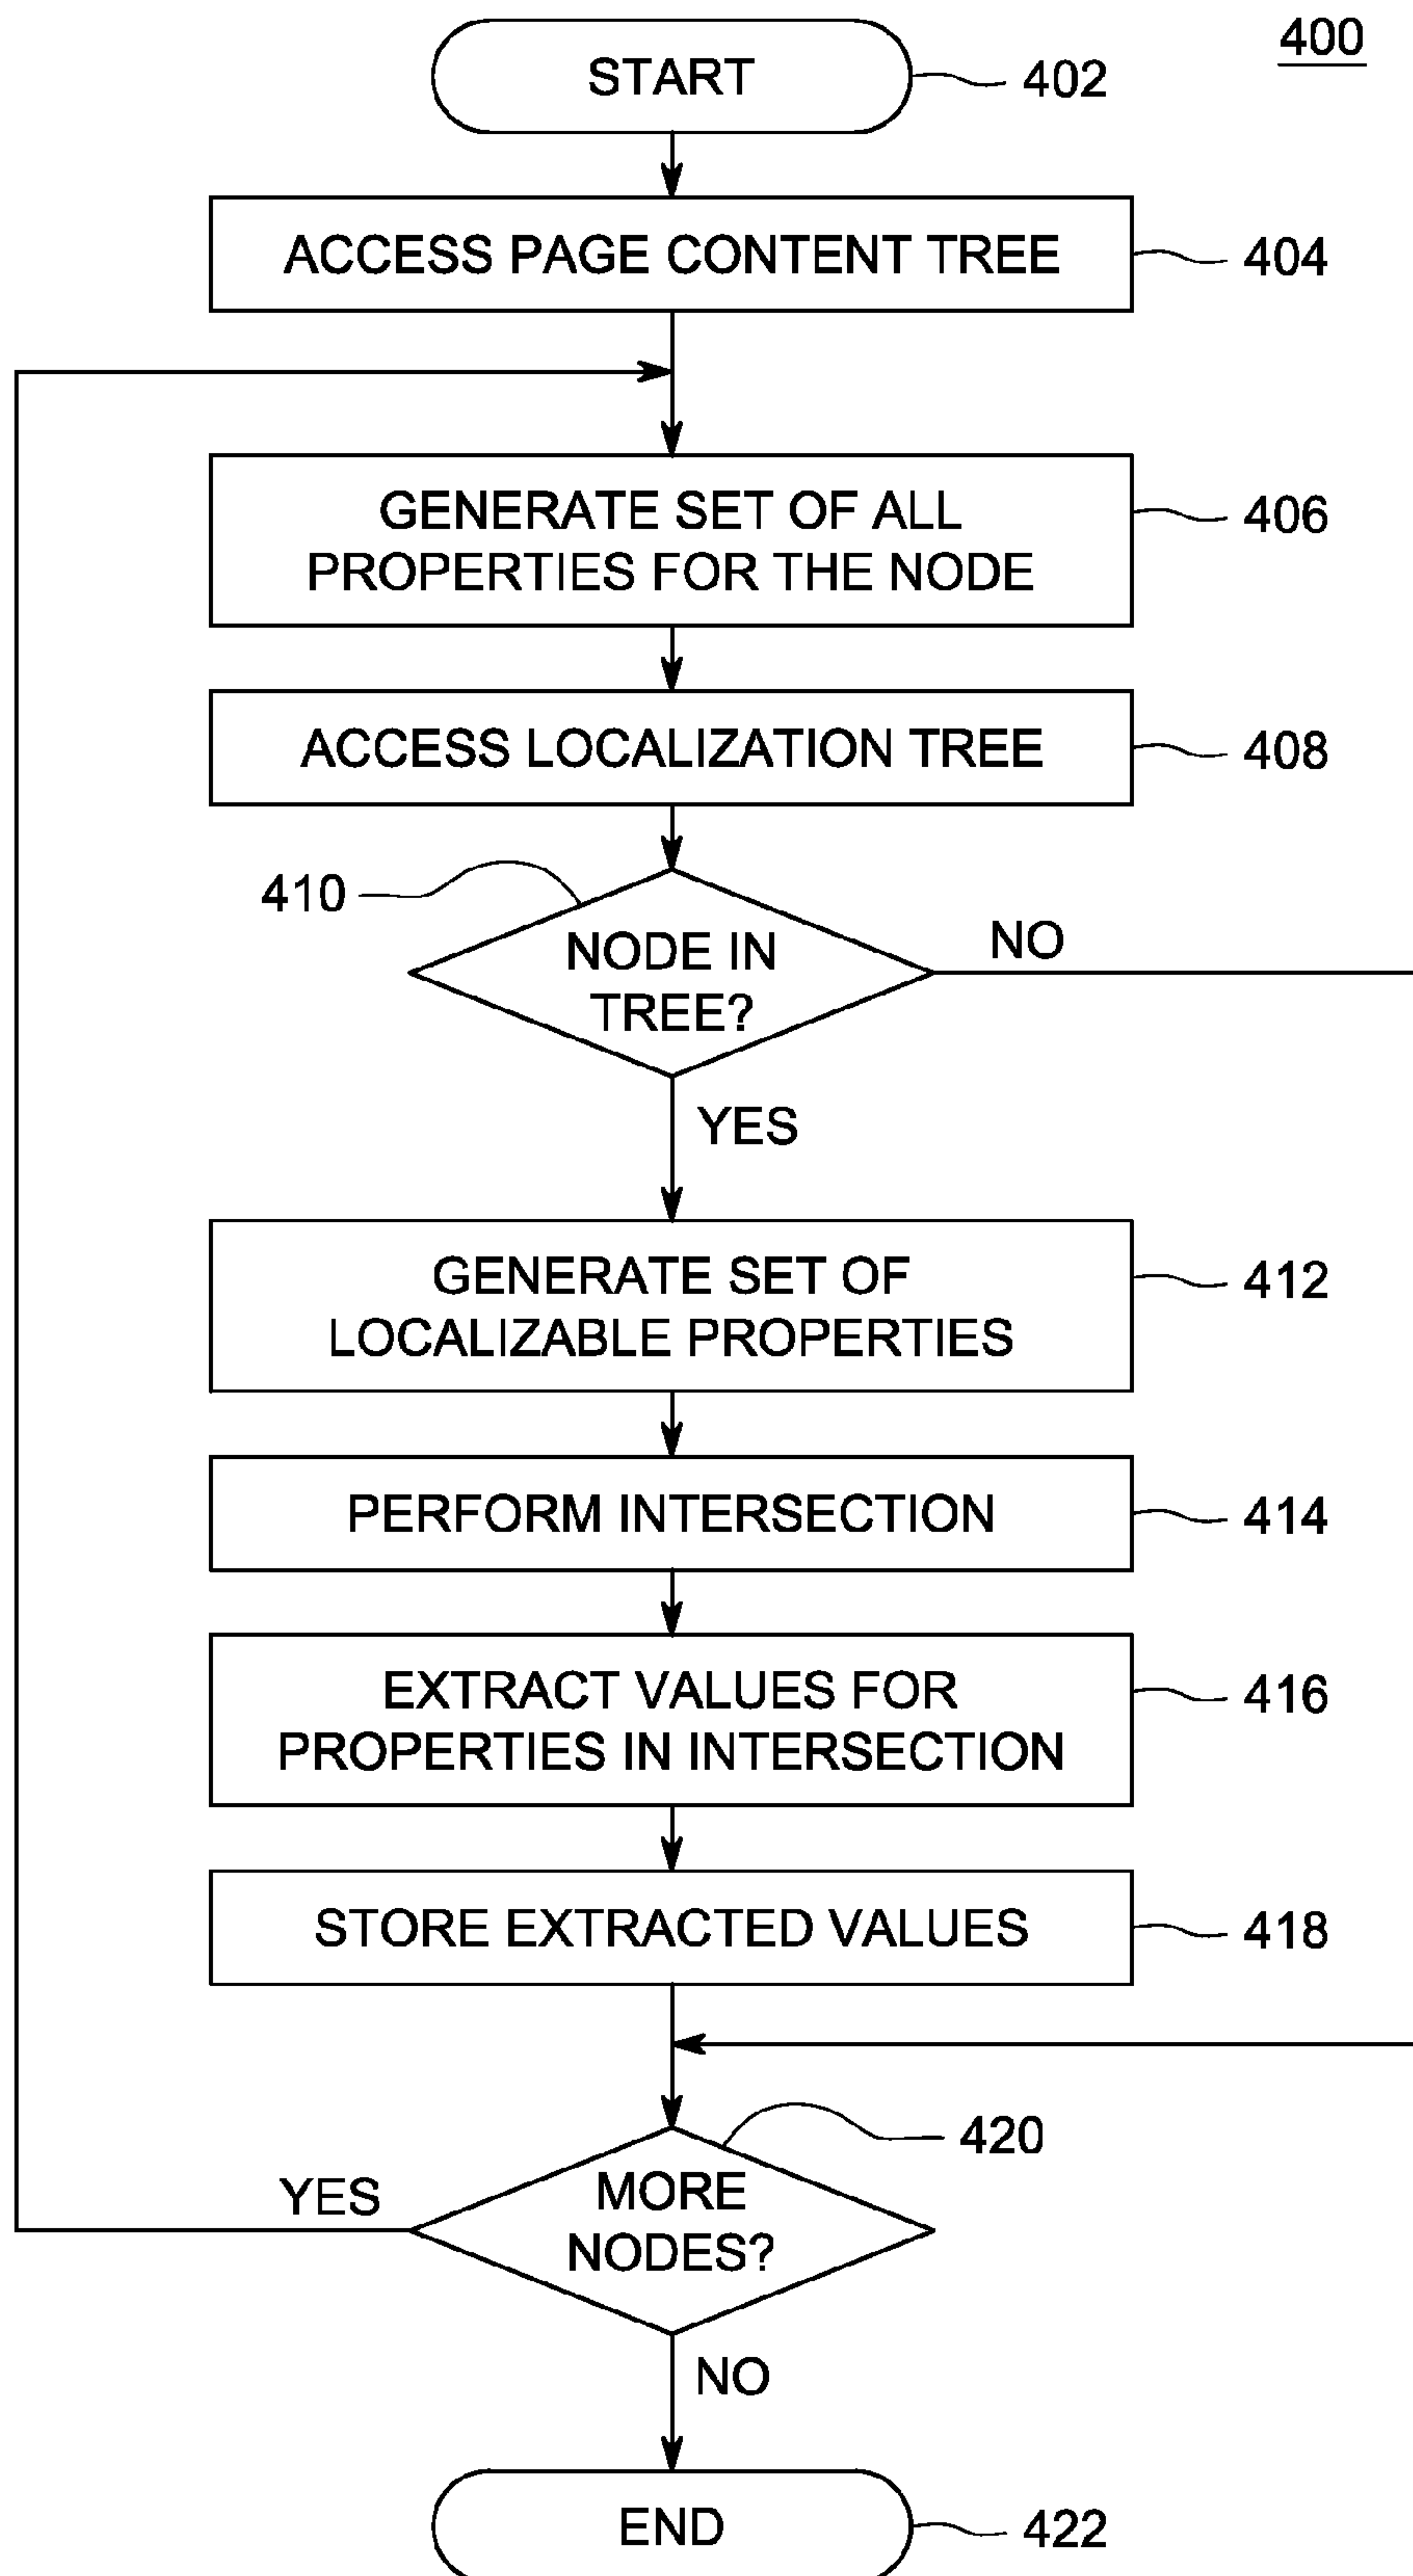 400
START
402
ACCESS PAGE CONTENT TREE
404
GENERATE SET OF ALL
PROPERTIES FOR THE NODE
406
ACCESS LOCALIZATION TREE
408
410
NODE IN
TREE?
NO
YES
GENERATE SET OF
LOCALIZABLE PROPERTIES
412
PERFORM INTERSECTION
414
EXTRACT VALUES FOR
PROPERTIES IN INTERSECTION
416
STORE EXTRACTED VALUES
418
420
YES
MORE
NODES?
NO
END
422